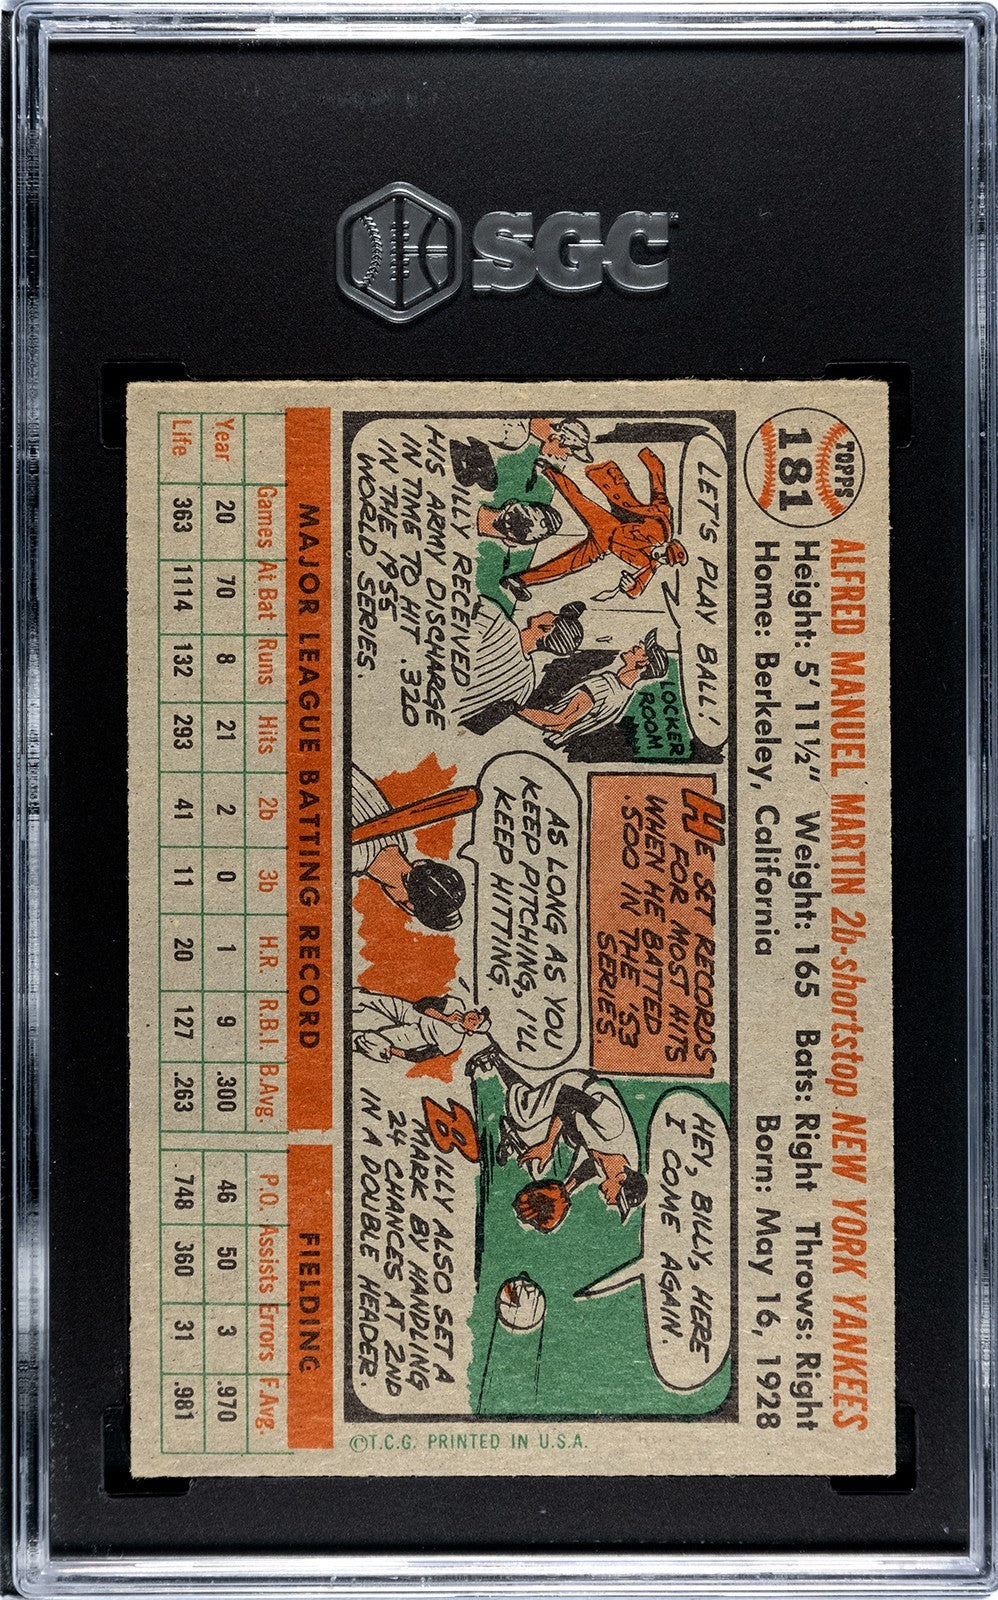 SGC
TOPPS
181
ALFRED MANUEL MARTIN 2b-shortstop NEW YORK YANKEES
Height: 5' 11½" Weight: 165 Bats: Right Throws: Right
Home: Berkeley, California Born: May 16, 1928
LET'S PLAY BALL!
LOCKER
ROOM
BILLY RECEIVED
HIS ARMY DISCHARGE
IN TIME TO HIT .320
IN THE 1955
WORLD SERIES.
HE SET RECORDS
FOR MOST HITS
WHEN HE BATTED
.500 IN THE '53
SERIES.
AS LONG AS YOU
KEEP PITCHING, I'LL
KEEP HITTING
HEY, BILLY, HERE
I COME AGAIN.
BILLY ALSO SET A
MARK BY HANDLING
24 CHANCES AT 2ND
IN A DOUBLE HEADER.
©T.C.G. PRINTED IN U.S.A.
MAJOR LEAGUE BATTING RECORD FIELDING
Games At Bat Runs Hits 2b 3b H.R. R.B.I. B.Avg. P.O. Assists Errors F.Avg.
Year 20 70 8 21 2 0 1 9 .300 46 50 3 .970
Life 363 1114 132 293 41 11 20 127 .263 748 360 31 .981